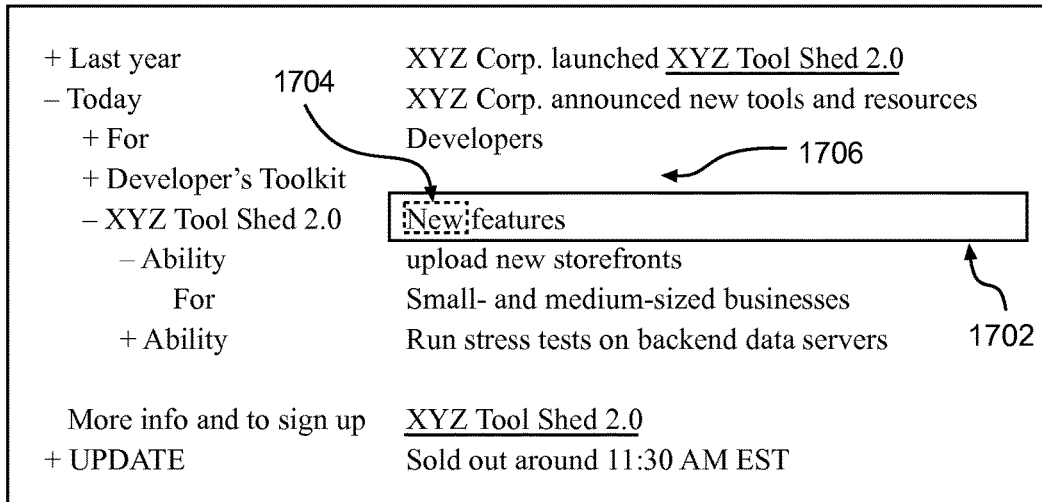 + Last year XYZ Corp. launched XYZ Tool Shed 2.0
1704
– Today XYZ Corp. announced new tools and resources
+ For Developers
1706
+ Developer's Toolkit
– XYZ Tool Shed 2.0 New features
– Ability upload new storefronts
For Small- and medium-sized businesses
1702
+ Ability Run stress tests on backend data servers
More info and to sign up XYZ Tool Shed 2.0
+ UPDATE Sold out around 11:30 AM EST